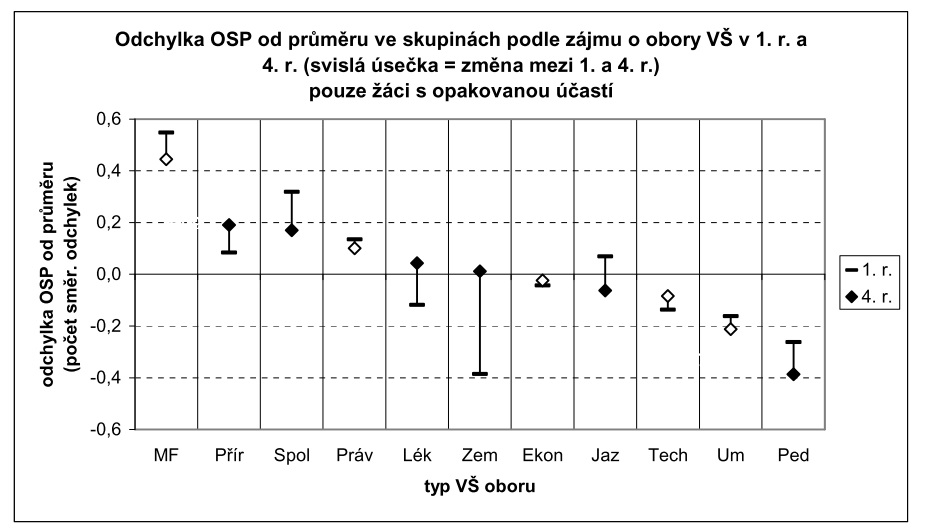 Odchylka OSP od průměru ve skupinách podle zájmu o obory VŠ v 1. r. a
4. r. (svislá úsečka = změna mezi 1. a 4. r.)
pouze žáci s opakovanou účastí
odchylka OSP od průměru
(počet směr. odchylek)
0,6
0,4
0,2
0,0
-0,2
-0,4
-0,6
MF Přír Spol Práv Lék Zem Ekon Jaz Tech Um Ped
typ VŠ oboru
1. r.
4. r.